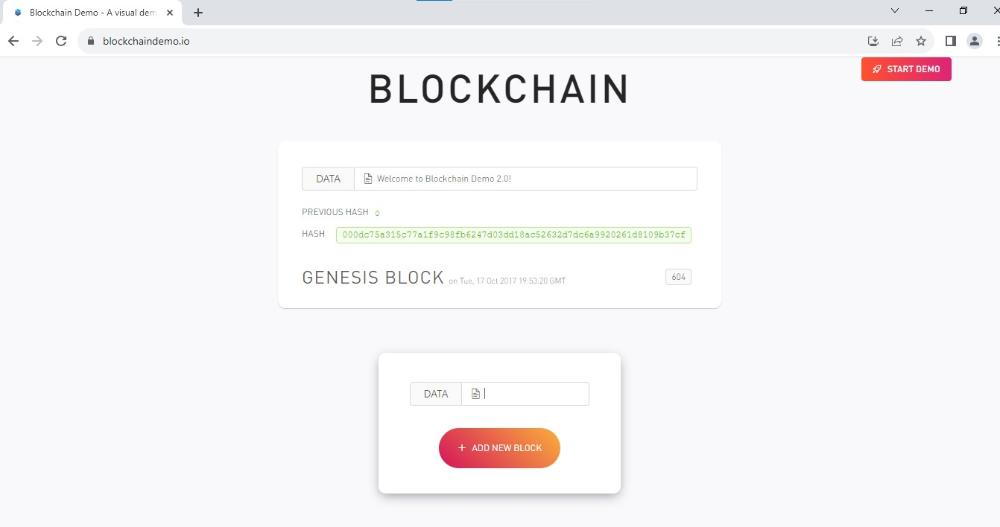 Blockchain Demo - A visual dem
blockchaindemo.io
START DEMO
BLOCKCHAIN
DATA Welcome to Blockchain Demo 2.0!
PREVIOUS HASH 0
HASH 000dc75a315c77a1f9c98fb6247d03dd18ac52632d7dc6a9920261d8109b37cf
GENESIS BLOCK on Tue, 17 Oct 2017 19:53:20 GMT 604
DATA
+ ADD NEW BLOCK